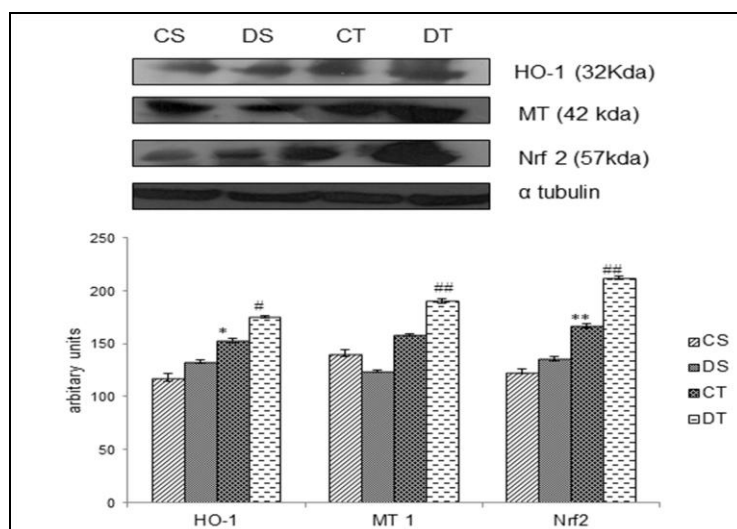 CS DS CT DT
HO-1 (32Kda)
MT (42 kda)
Nrf 2 (57kda)
α tubulin
250
200
150
100
50
0
arbitary units
*
#
##
**
##
HO-1 MT 1 Nrf2
CS
DS
CT
DT